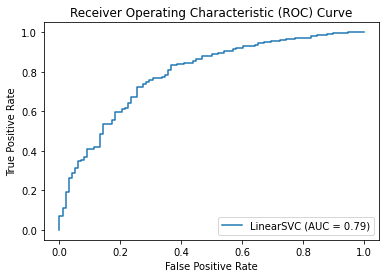 Receiver Operating Characteristic (ROC) Curve
True Positive Rate
1.0
0.8
0.6
0.4
0.2
0.0
LinearSVC (AUC = 0.79)
0.0 0.2 0.4 0.6 0.8 1.0
False Positive Rate